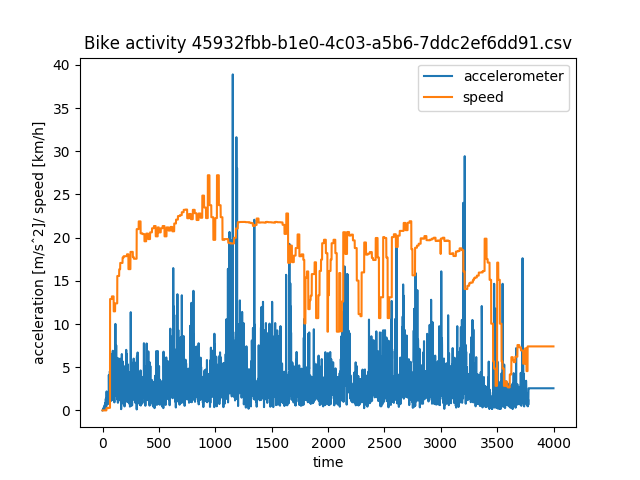 Bike activity 45932fbb-b1e0-4c03-a5b6-7ddc2ef6dd91.csv
accelerometer
speed
acceleration [m/s^2]/ speed [km/h]
40
35
30
25
20
15
10
5
0
0 500 1000 1500 2000 2500 3000 3500 4000
time